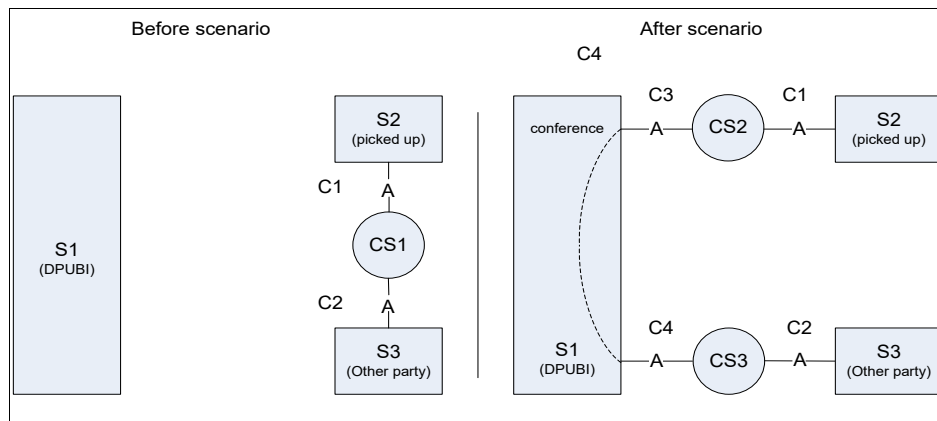 Before scenario
After scenario
C4
S2
(picked up)
C1
A
CS1
C2
A
S3
(Other party)
S1
(DPUBI)
conference
C3
A
CS2
C1
A
S2
(picked up)
S1
(DPUBI)
C4
A
CS3
C2
A
S3
(Other party)